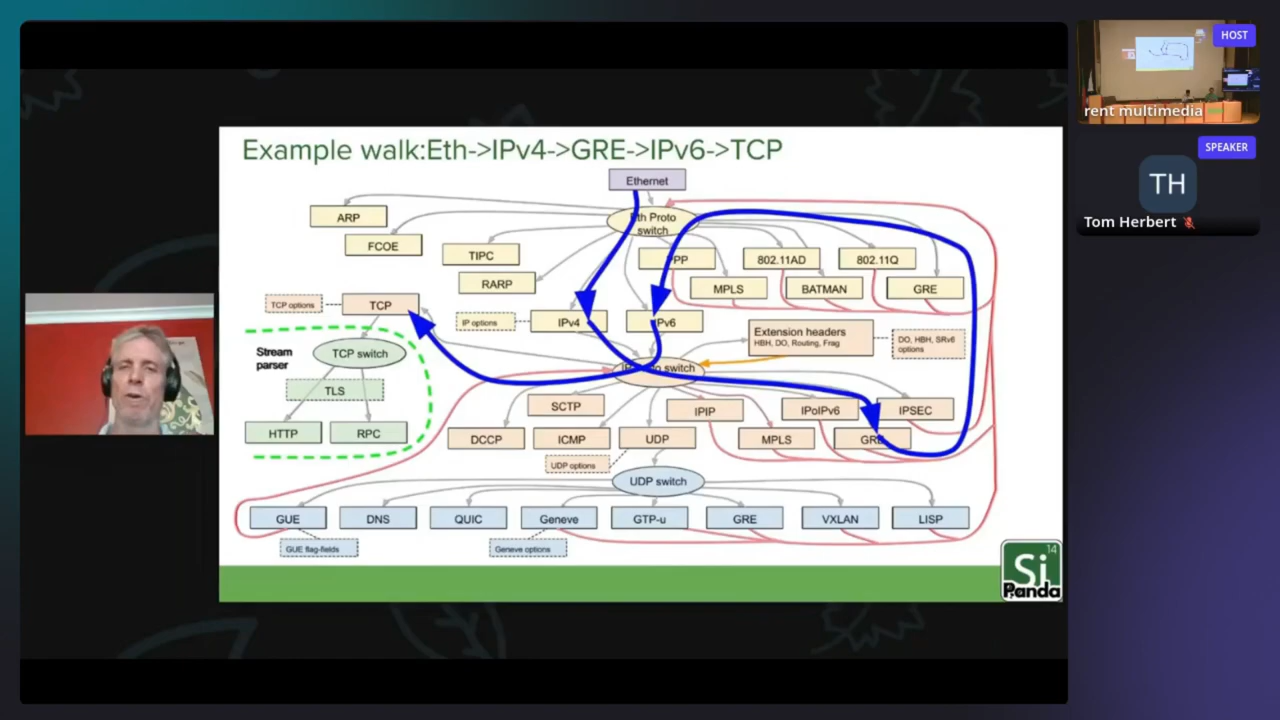 Example walk:Eth->IPv4->GRE->IPv6->TCP
Ethernet
Eth Proto
switch
ARP
FCOE
TIPC
RARP
PPP
802.11AD
802.11Q
MPLS
BATMAN
GRE
TCP options
TCP
IP options
IPv4
IPv6
Extension headers
HBH, DO, Routing, Frag
DO, HBH, SRv6
options
Stream
parser
TCP switch
switch
TLS
HTTP
RPC
SCTP
IPIP
IPoIPv6
IPSEC
DCCP
ICMP
UDP
MPLS
GRE
UDP options
UDP switch
GUE
DNS
QUIC
Geneve
GTP-u
GRE
VXLAN
LISP
GUE flag-fields
Geneve options
14
Si
Panda
HOST
rent multimedia
SPEAKER
TH
Tom Herbert